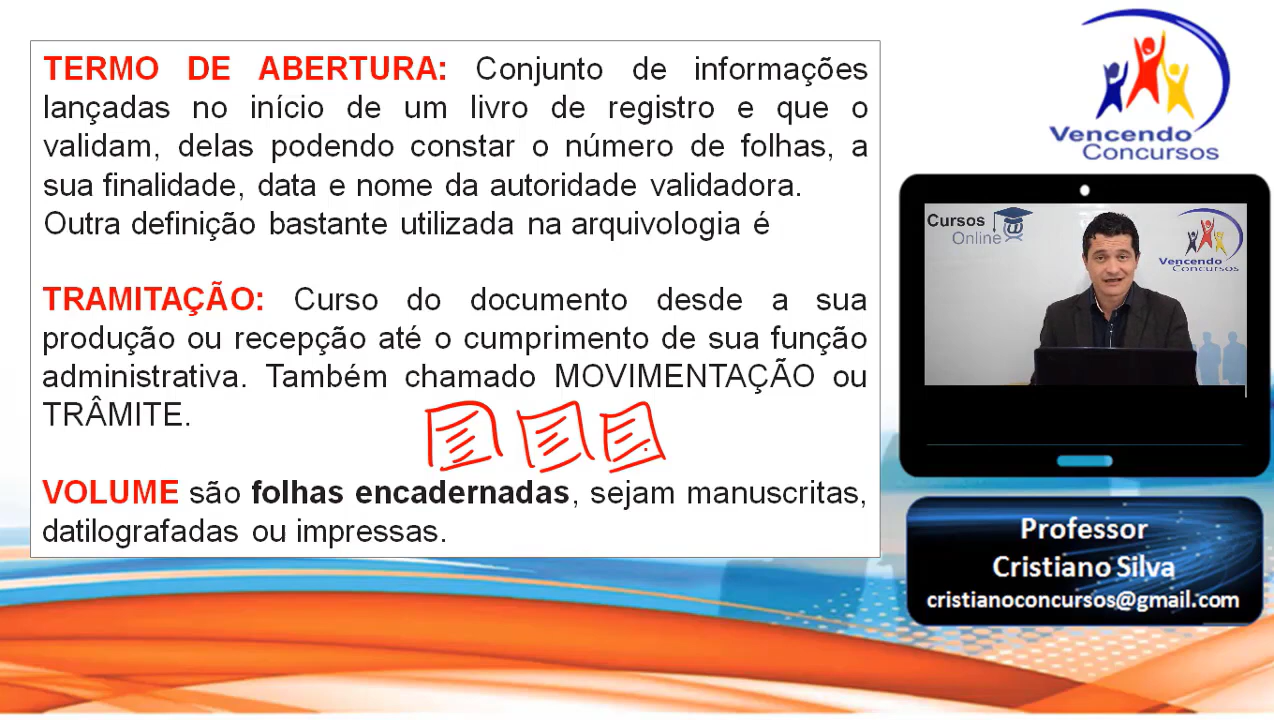 TERMO DE ABERTURA: Conjunto de informações
lançadas no início de um livro de registro e que o
validam, delas podendo constar o número de folhas, a
sua finalidade, data e nome da autoridade validadora.
Outra definição bastante utilizada na arquivologia é
TRAMITAÇÃO: Curso do documento desde a sua
produção ou recepção até o cumprimento de sua função
administrativa. Também chamado MOVIMENTAÇÃO ou
TRÂMITE.
VOLUME são folhas encadernadas, sejam manuscritas,
datilografadas ou impressas.
Vencendo
Concursos
Cursos
Online
Vencendo
Concursos
Professor
Cristiano Silva
cristianoconcursos@gmail.com